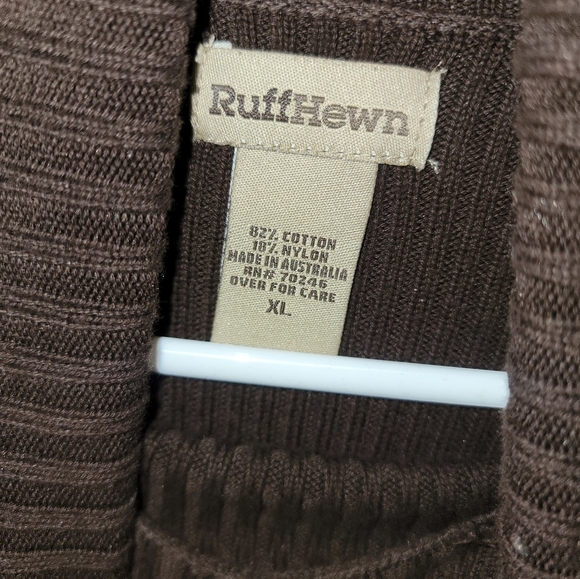 RuffHewn
82% COTTON
18% NYLON
MADE IN AUSTRALIA
RN# 70246
OVER FOR CARE
XL